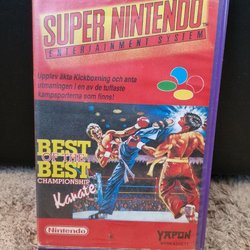 SUPER NINTENDO
ENTERTAINMENT SYSTEM
Upplev äkta Kickboxning och anta
utmaningen i en av de tuffaste
kampsporterna som finns!
BEST
OF THE
BEST
CHAMPIONSHIP
Karate
Nintendo
YAPON